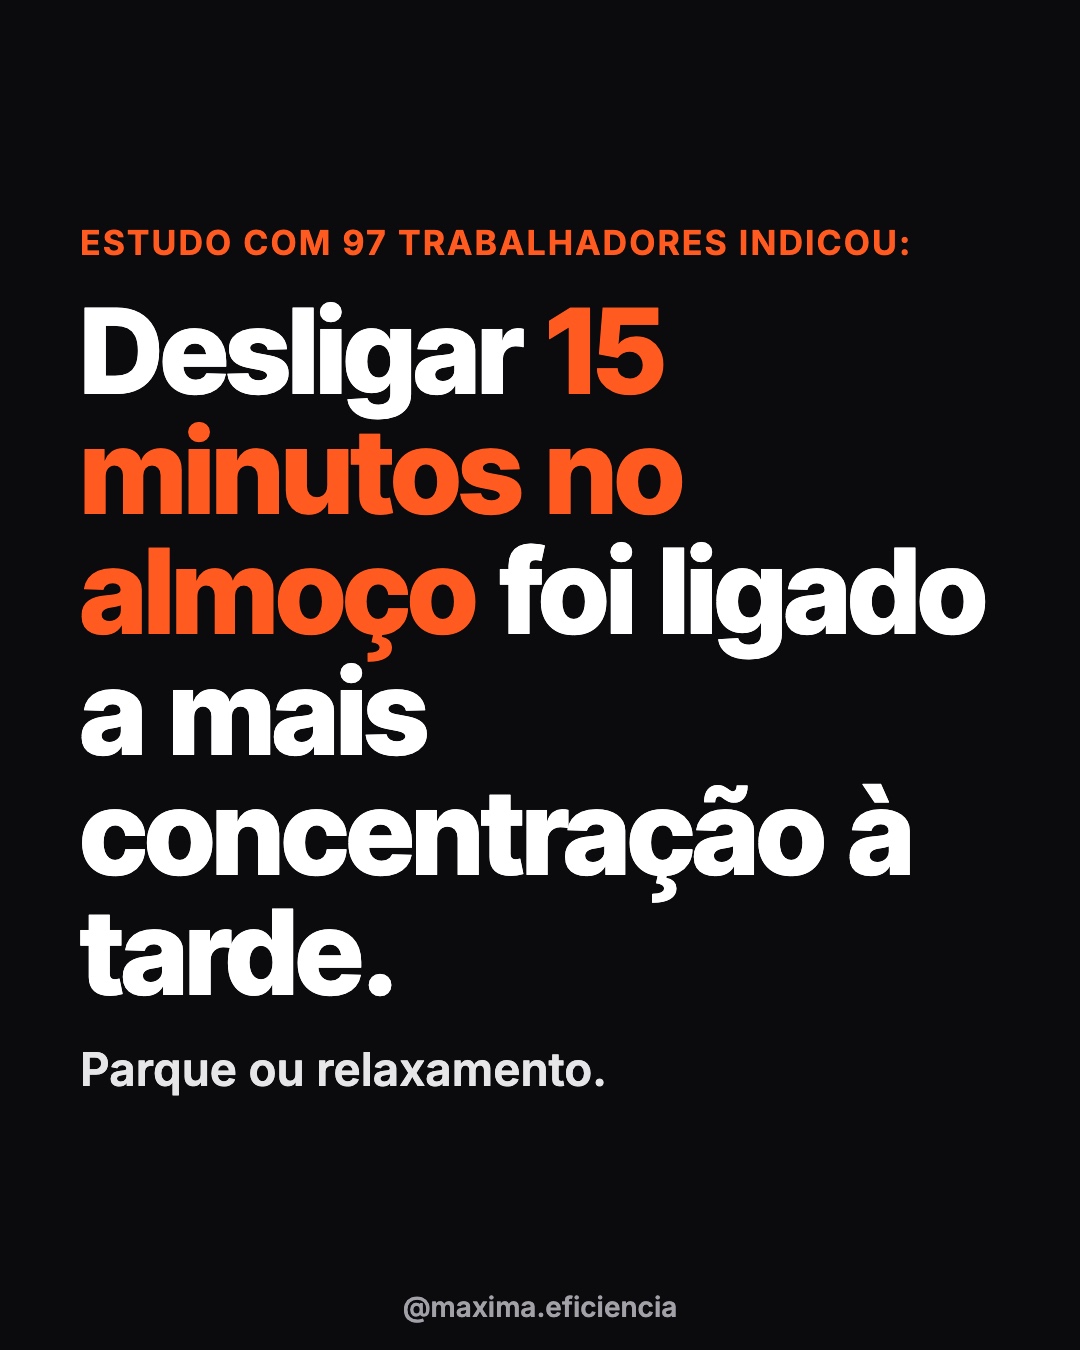 ESTUDO COM 97 TRABALHADORES INDICOU:
Desligar 15
minutos no
almoço foi ligado
a mais
concentração à
tarde.
Parque ou relaxamento.
@maxima.eficiencia